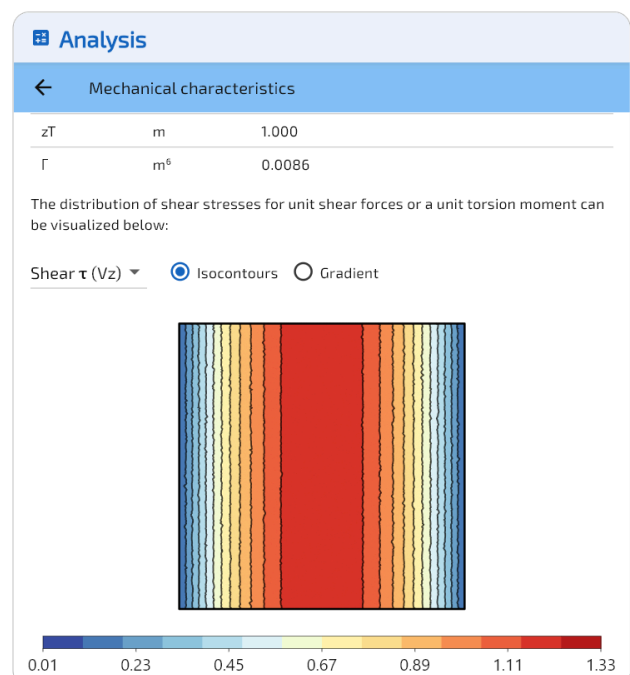 Analysis
Mechanical characteristics
zT m 1.000
Γ m⁶ 0.0086
The distribution of shear stresses for unit shear forces or a unit torsion moment can
be visualized below:
Shear τ (Vz) Isocontours Gradient
0.01 0.23 0.45 0.67 0.89 1.11 1.33